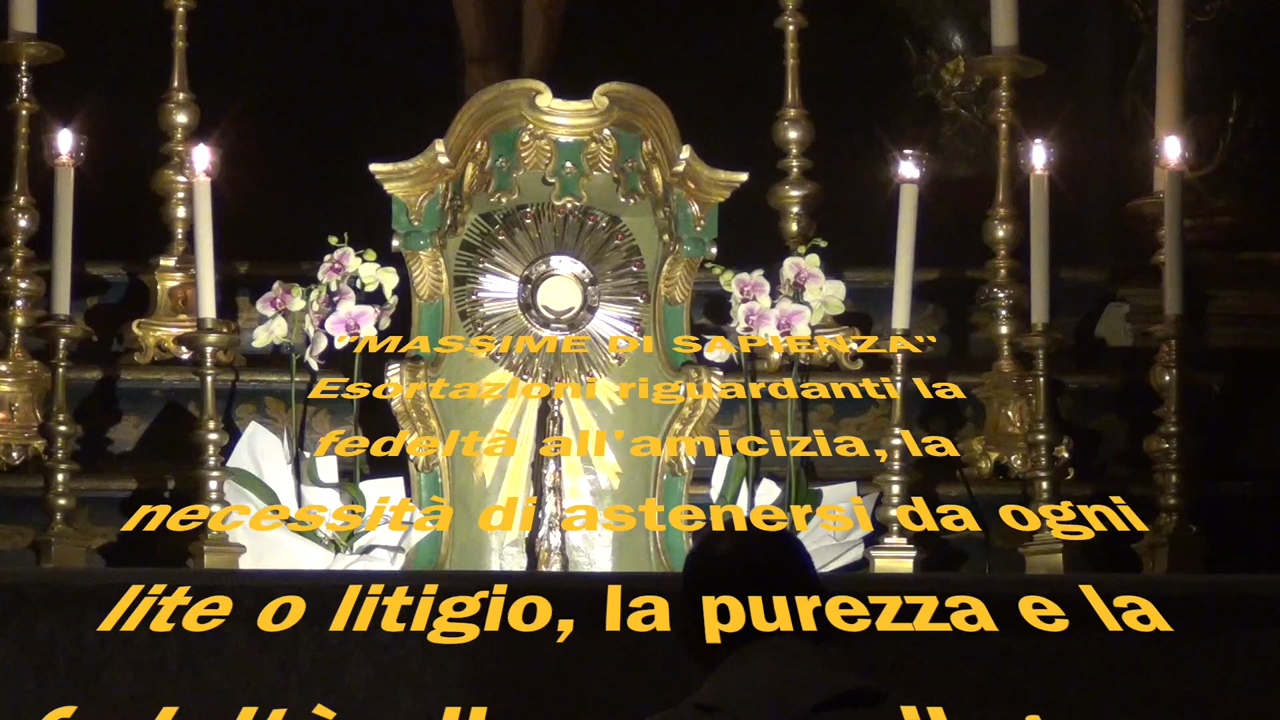 "MASSIME DI SAPIENZA"
Esortazioni riguardanti la
fedeltà all'amicizia, la
necessità di astenersi da ogni
lite o litigio, la purezza e la